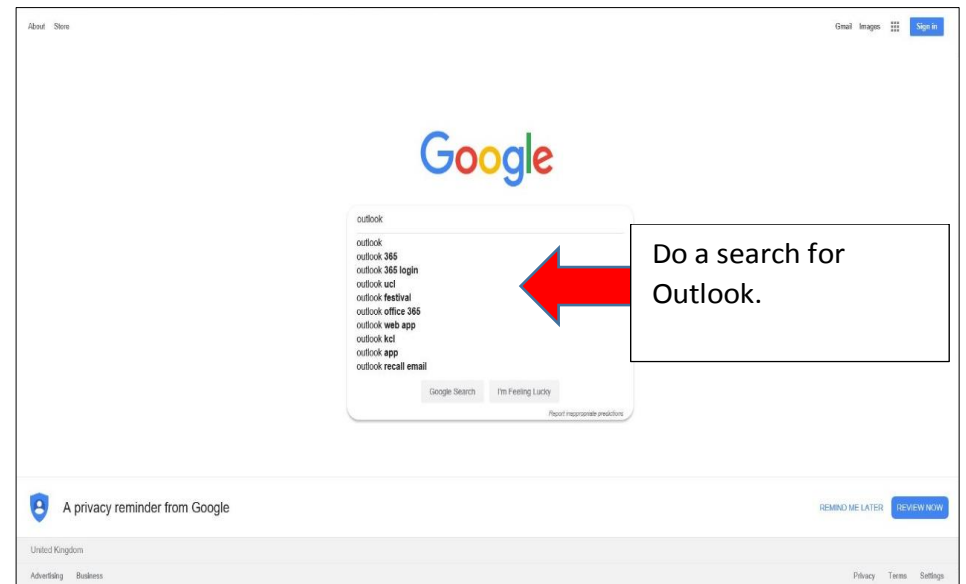 About Store
Gmail Images Sign in
Google
outlook
outlook
outlook 365
outlook 365 login
outlook ucl
outlook festival
outlook office 365
outlook web app
outlook kcl
outlook app
outlook recall email
Google Search I'm Feeling Lucky
Report inappropriate predictions
Do a search for
Outlook.
A privacy reminder from Google
REMIND ME LATER REVIEW NOW
United Kingdom
Advertising Business
Privacy Terms Settings